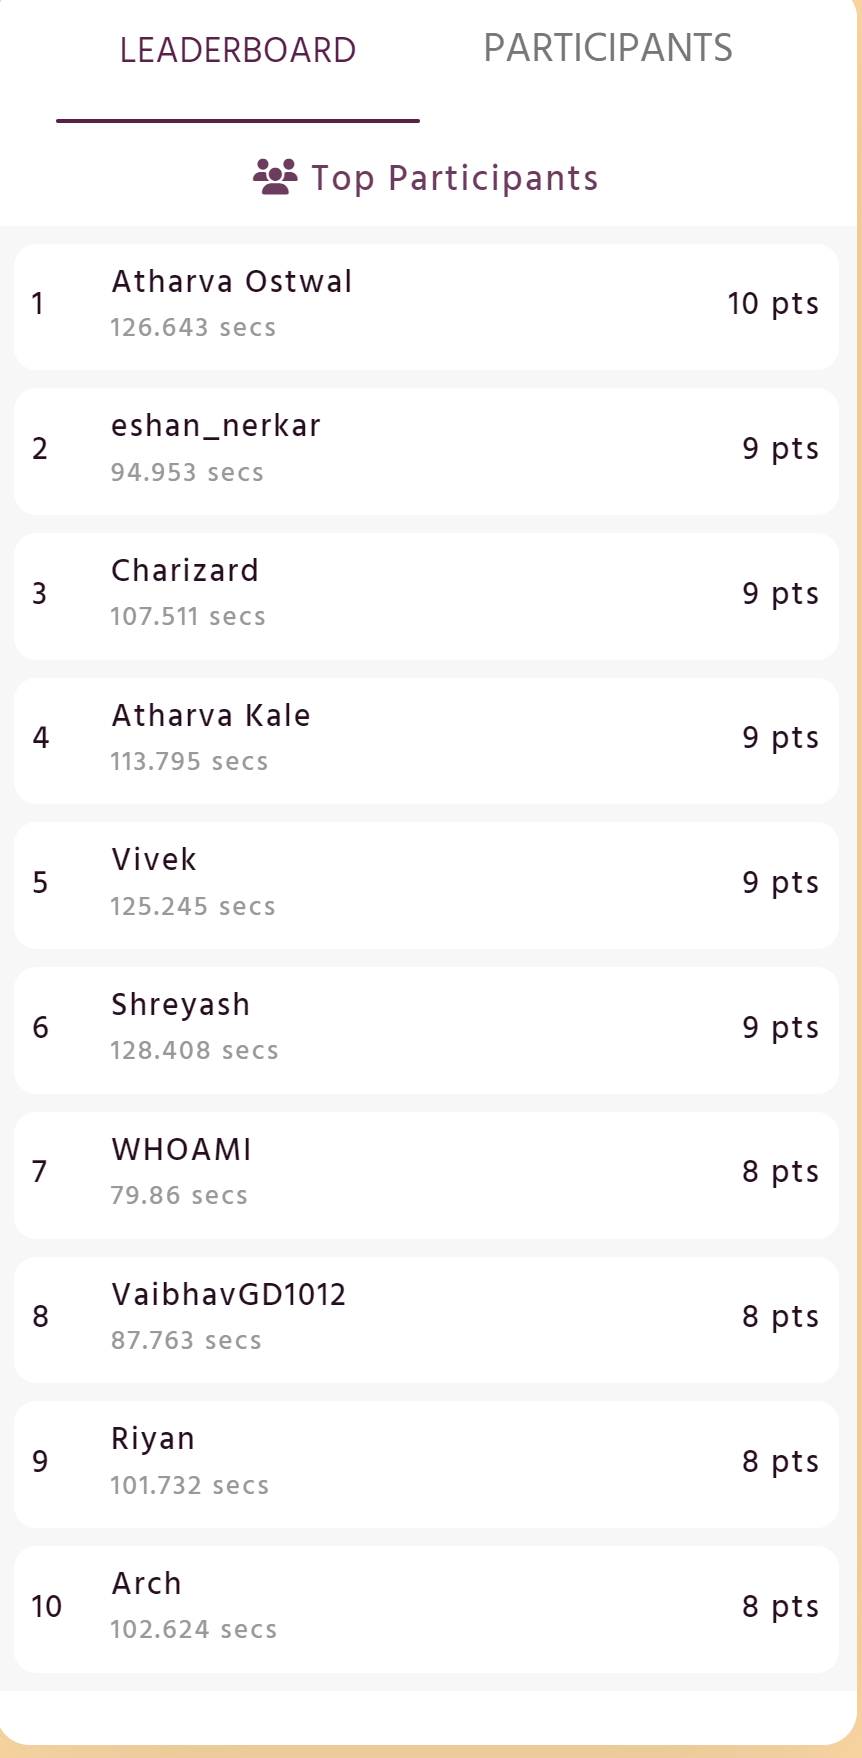 LEADERBOARD PARTICIPANTS
Top Participants
1 Atharva Ostwal 10 pts
126.643 secs
2 eshan_nerkar 9 pts
94.953 secs
3 Charizard 9 pts
107.511 secs
4 Atharva Kale 9 pts
113.795 secs
5 Vivek 9 pts
125.245 secs
6 Shreyash 9 pts
128.408 secs
7 WHOAMI 8 pts
79.86 secs
8 VaibhavGD1012 8 pts
87.763 secs
9 Riyan 8 pts
101.732 secs
10 Arch 8 pts
102.624 secs